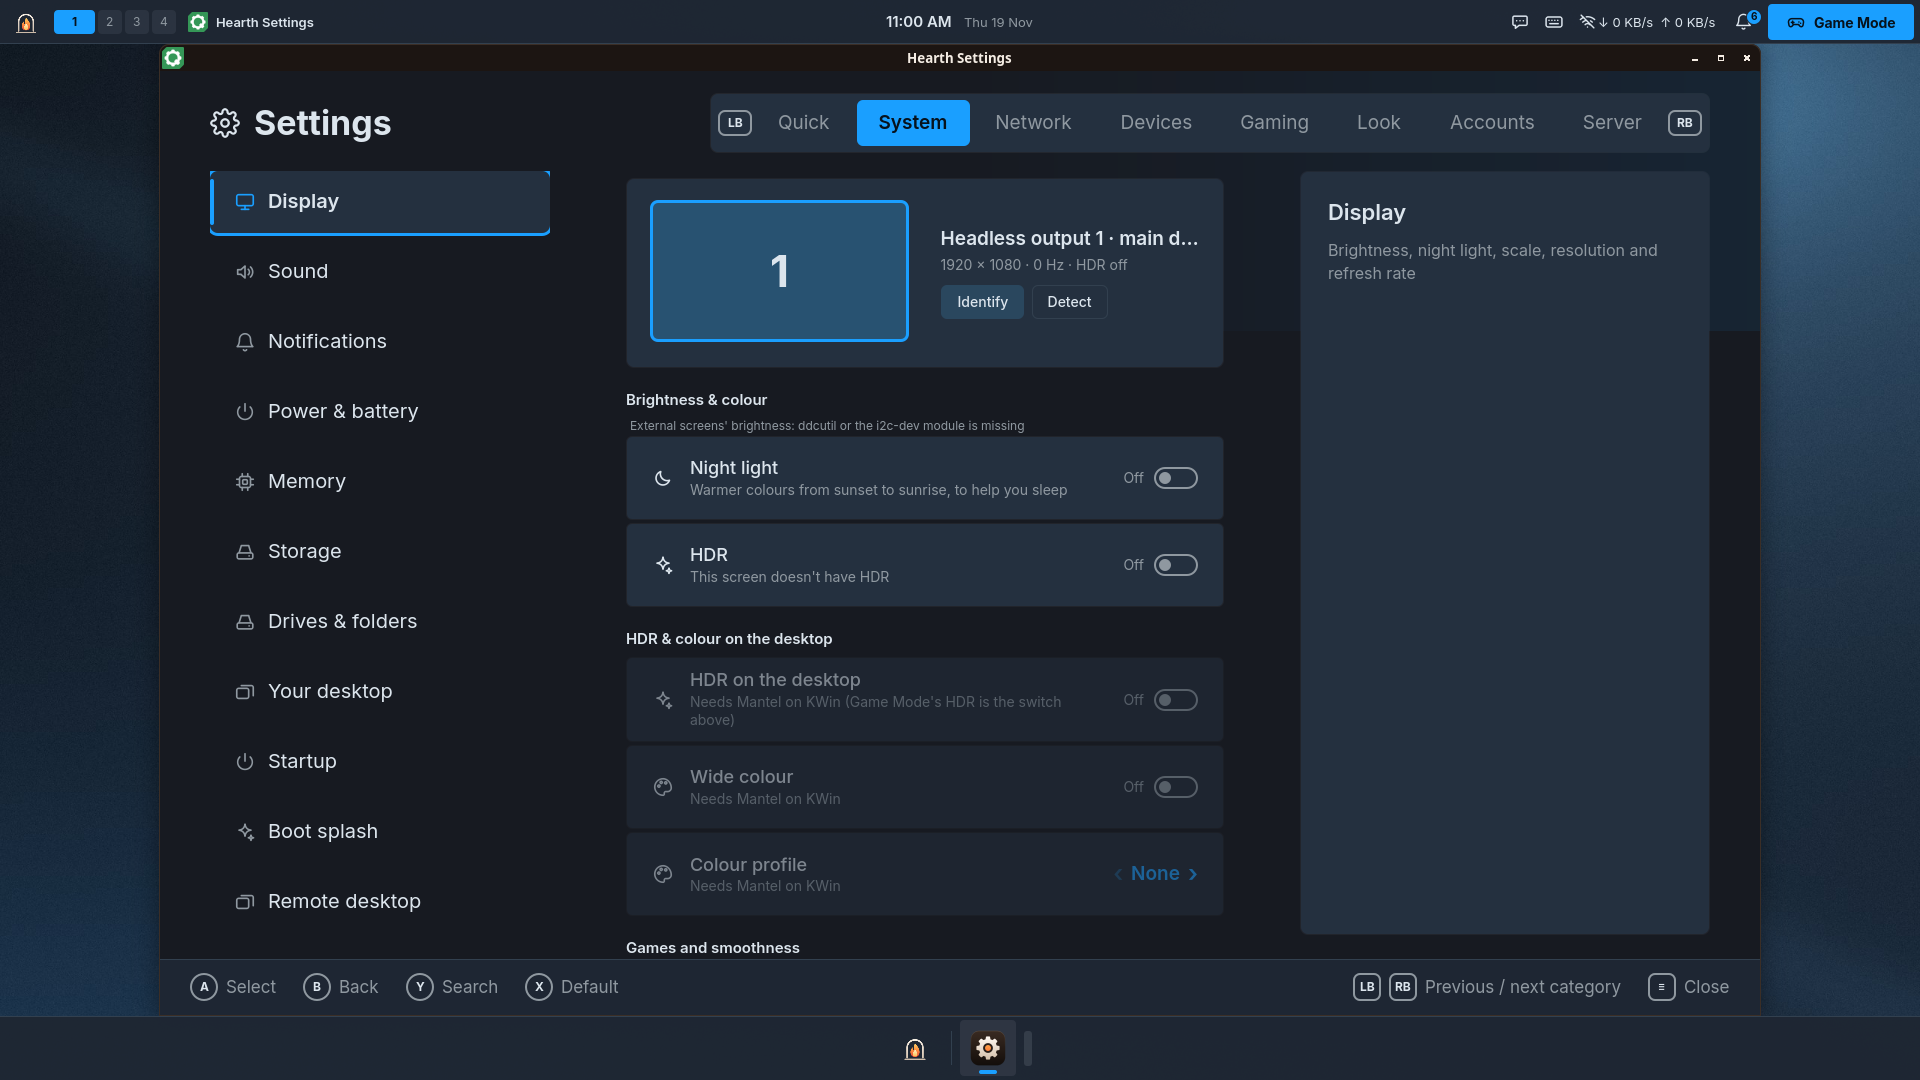 1 2 3 4 Hearth Settings
11:00 AM Thu 19 Nov
↓ 0 KB/s ↑ 0 KB/s 6 Game Mode
Hearth Settings
Settings
LB Quick System Network Devices Gaming Look Accounts Server RB
Display
Sound
Notifications
Power & battery
Memory
Storage
Drives & folders
Your desktop
Startup
Boot splash
Remote desktop
1
Headless output 1 · main d...
1920 × 1080 · 0 Hz · HDR off
Identify Detect
Brightness & colour
External screens' brightness: ddcutil or the i2c-dev module is missing
Night light
Warmer colours from sunset to sunrise, to help you sleep
Off
HDR
This screen doesn't have HDR
Off
HDR & colour on the desktop
HDR on the desktop
Needs Mantel on KWin (Game Mode's HDR is the switch
above)
Off
Wide colour
Needs Mantel on KWin
Off
Colour profile
Needs Mantel on KWin
‹ None ›
Games and smoothness
Display
Brightness, night light, scale, resolution and
refresh rate
A Select B Back Y Search X Default
LB RB Previous / next category ≡ Close